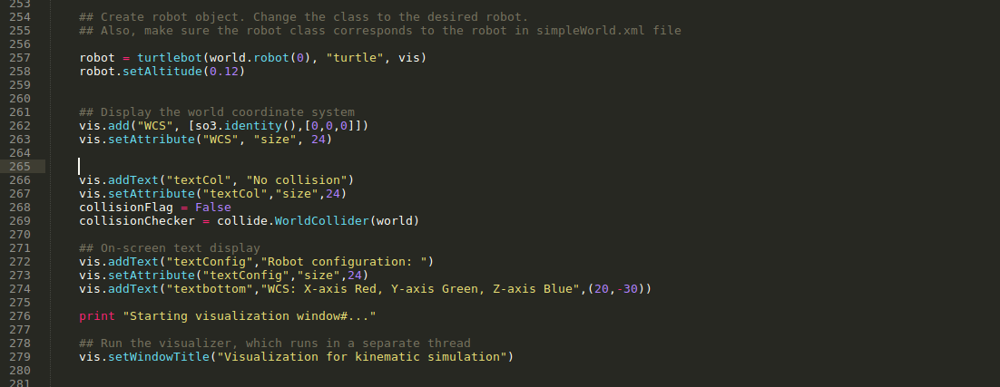 253
254 ## Create robot object. Change the class to the desired robot.
255 ## Also, make sure the robot class corresponds to the robot in simpleWorld.xml file
256
257 robot = turtlebot(world.robot(0), "turtle", vis)
258 robot.setAltitude(0.12)
259
260
261 ## Display the world coordinate system
262 vis.add("WCS", [so3.identity(),[0,0,0]])
263 vis.setAttribute("WCS", "size", 24)
264
265
266 vis.addText("textCol", "No collision")
267 vis.setAttribute("textCol","size",24)
268 collisionFlag = False
269 collisionChecker = collide.WorldCollider(world)
270
271 ## On-screen text display
272 vis.addText("textConfig","Robot configuration: ")
273 vis.setAttribute("textConfig","size",24)
274 vis.addText("textbottom","WCS: X-axis Red, Y-axis Green, Z-axis Blue",(20,-30))
275
276 print "Starting visualization window#..."
277
278 ## Run the visualizer, which runs in a separate thread
279 vis.setWindowTitle("Visualization for kinematic simulation")
280
281